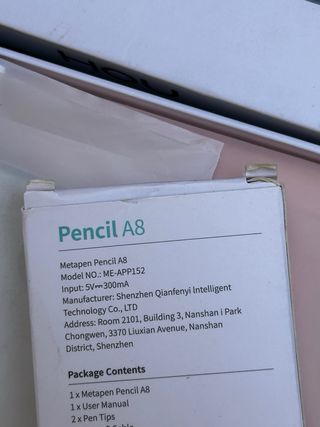 Pencil A8
Metapen Pencil A8
Model NO.: ME-APP152
Input: 5V⎓300mA
Manufacturer: Shenzhen Qianfenyi lntelligent
Technology Co., LTD
Address: Room 2101, Building 3, Nanshan i Park
Chongwen, 3370 Liuxian Avenue, Nanshan
District, Shenzhen
Package Contents
1 x Metapen Pencil A8
1 x User Manual
2 x Pen Tips